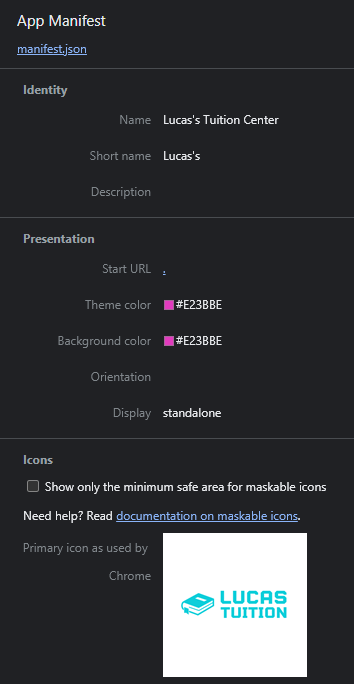 App Manifest
manifest.json
Identity
Name Lucas's Tuition Center
Short name Lucas's
Description
Presentation
Start URL .
Theme color #E23BBE
Background color #E23BBE
Orientation
Display standalone
Icons
Show only the minimum safe area for maskable icons
Need help? Read documentation on maskable icons.
Primary icon as used by
Chrome
LUCAS
TUITION